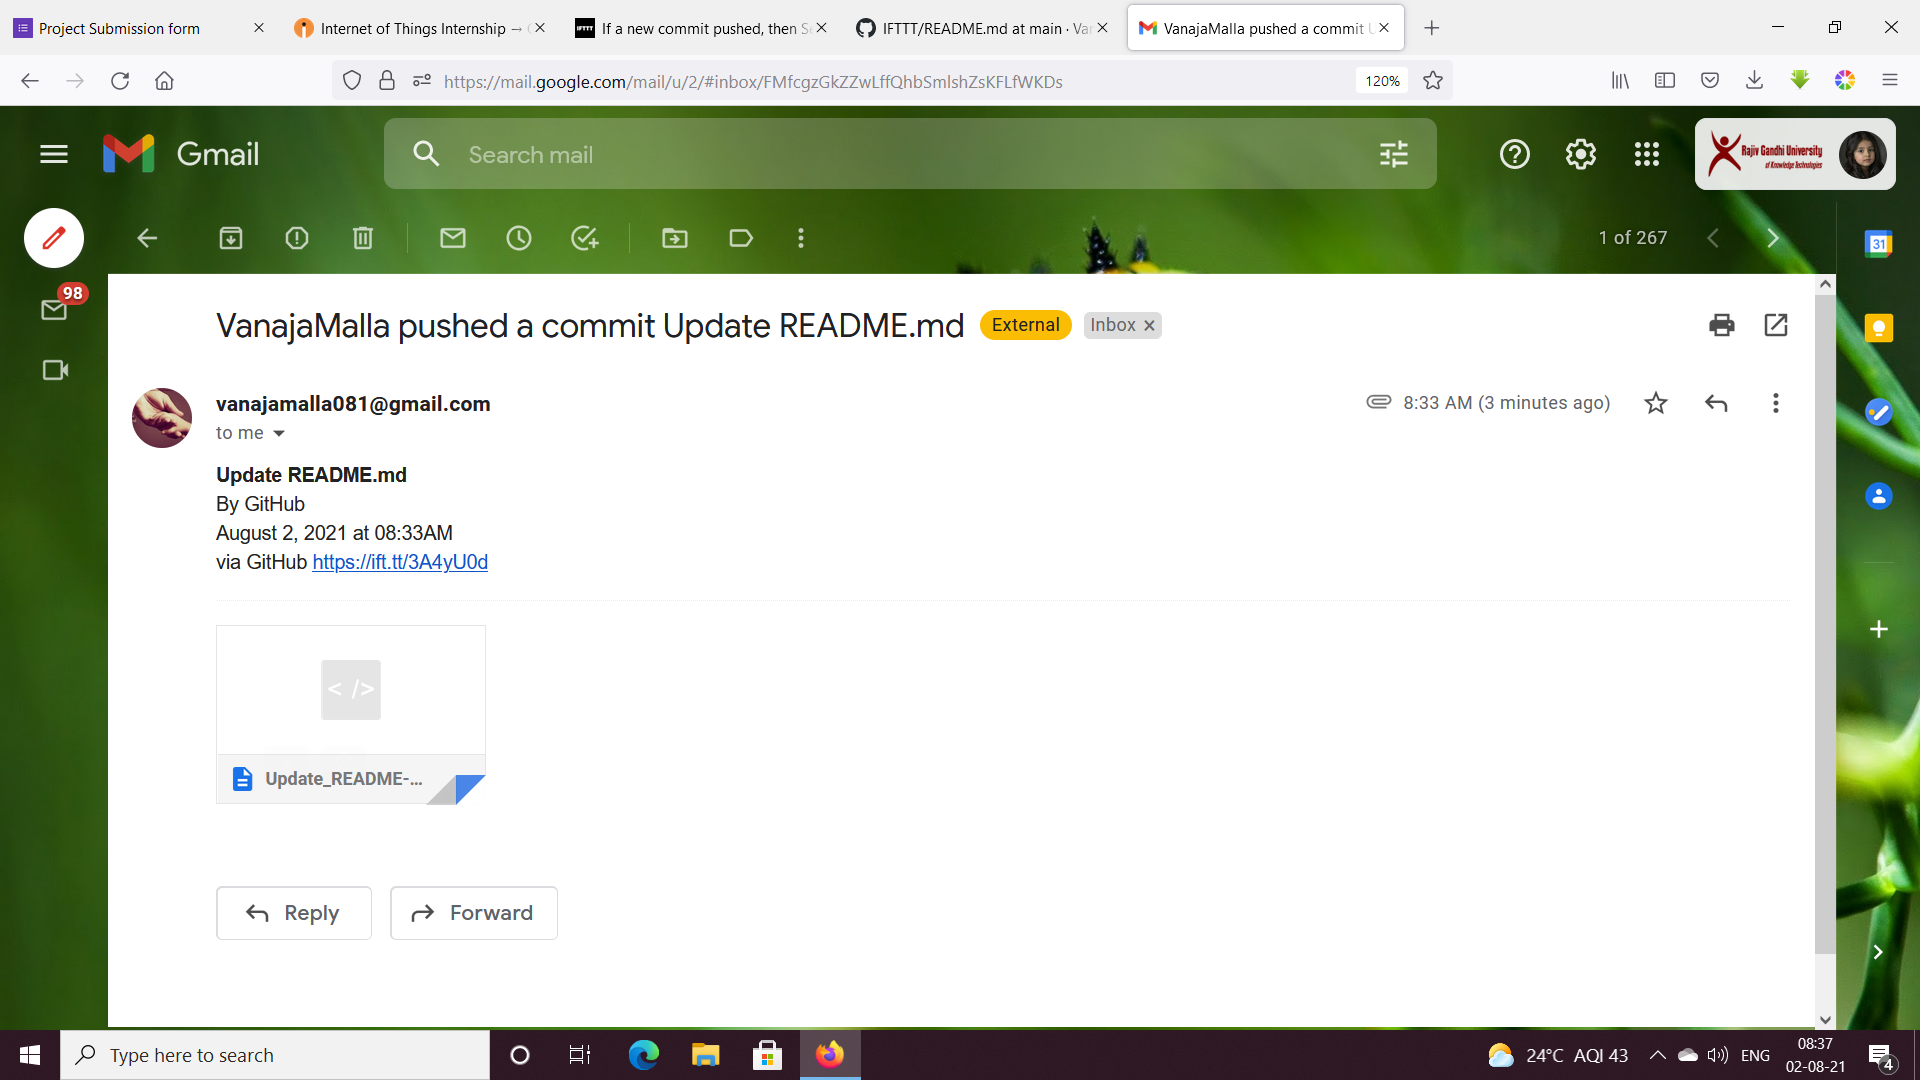 Project Submission form
Internet of Things Internship →
If a new commit pushed, then S
IFTTT/README.md at main · Va
VanajaMalla pushed a commit U
https://mail.google.com/mail/u/2/#inbox/FMfcgzGkZZwLffQhbSmlshZsKFLfWKDs
120%
Gmail
Search mail
Rajiv Gandhi University
of Knowledge Technologies
1 of 267
31
98
VanajaMalla pushed a commit Update README.md
External
Inbox ×
vanajamalla081@gmail.com
8:33 AM (3 minutes ago)
to me
Update README.md
By GitHub
August 2, 2021 at 08:33AM
via GitHub https://ift.tt/3A4yU0d
< />
Update_README-...
Reply
Forward
Type here to search
24°C AQI 43
ENG
08:37
02-08-21
4